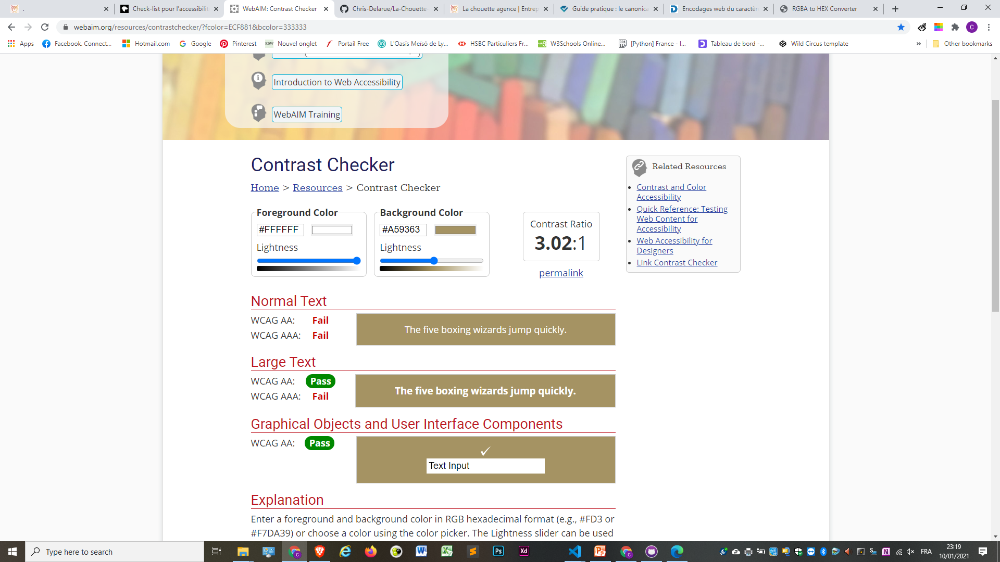 .
Check-list pour l'accessibilit
WebAIM: Contrast Checker
Chris-Delarue/La-Chouette-
La chouette agence | Entrep
Guide pratique : le canonica
Encodages web du caractèr
RGBA to HEX Converter
webaim.org/resources/contrastchecker/?fcolor=ECF881&bcolor=333333
C
Apps
Facebook. Connect...
Hotmail.com
Google
Pinterest
EDW Nouvel onglet
Portail Free
L'Oasïs Meïsō de Ly...
HSBC Particuliers Fr...
W3Schools Online...
[Python] France - I...
Tableau de bord -...
Wild Circus template
»
Other bookmarks
Introduction to Web Accessibility
WebAIM Training
Contrast Checker
Home > Resources > Contrast Checker
Foreground Color
#FFFFFF
Lightness
Background Color
#A59363
Lightness
Contrast Ratio
3.02:1
permalink
Related Resources
Contrast and Color
Accessibility
Quick Reference: Testing
Web Content for
Accessibility
Web Accessibility for
Designers
Link Contrast Checker
Normal Text
WCAG AA: Fail
WCAG AAA: Fail
The five boxing wizards jump quickly.
Large Text
WCAG AA: Pass
WCAG AAA: Fail
The five boxing wizards jump quickly.
Graphical Objects and User Interface Components
WCAG AA: Pass
Text Input
Explanation
Enter a foreground and background color in RGB hexadecimal format (e.g., #FD3 or
#F7DA39) or choose a color using the color picker. The Lightness slider can be used
Type here to search
FRA
23:19
10/01/2021